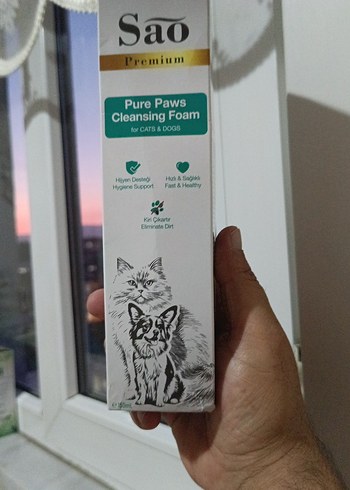 Sao
Premium
Pure Paws
Cleansing Foam
for CATS & DOGS
Hijyen Desteği
Hygiene Support
Hızlı & Sağlıklı
Fast & Healthy
Kiri Çıkartır
Eliminate Dirt